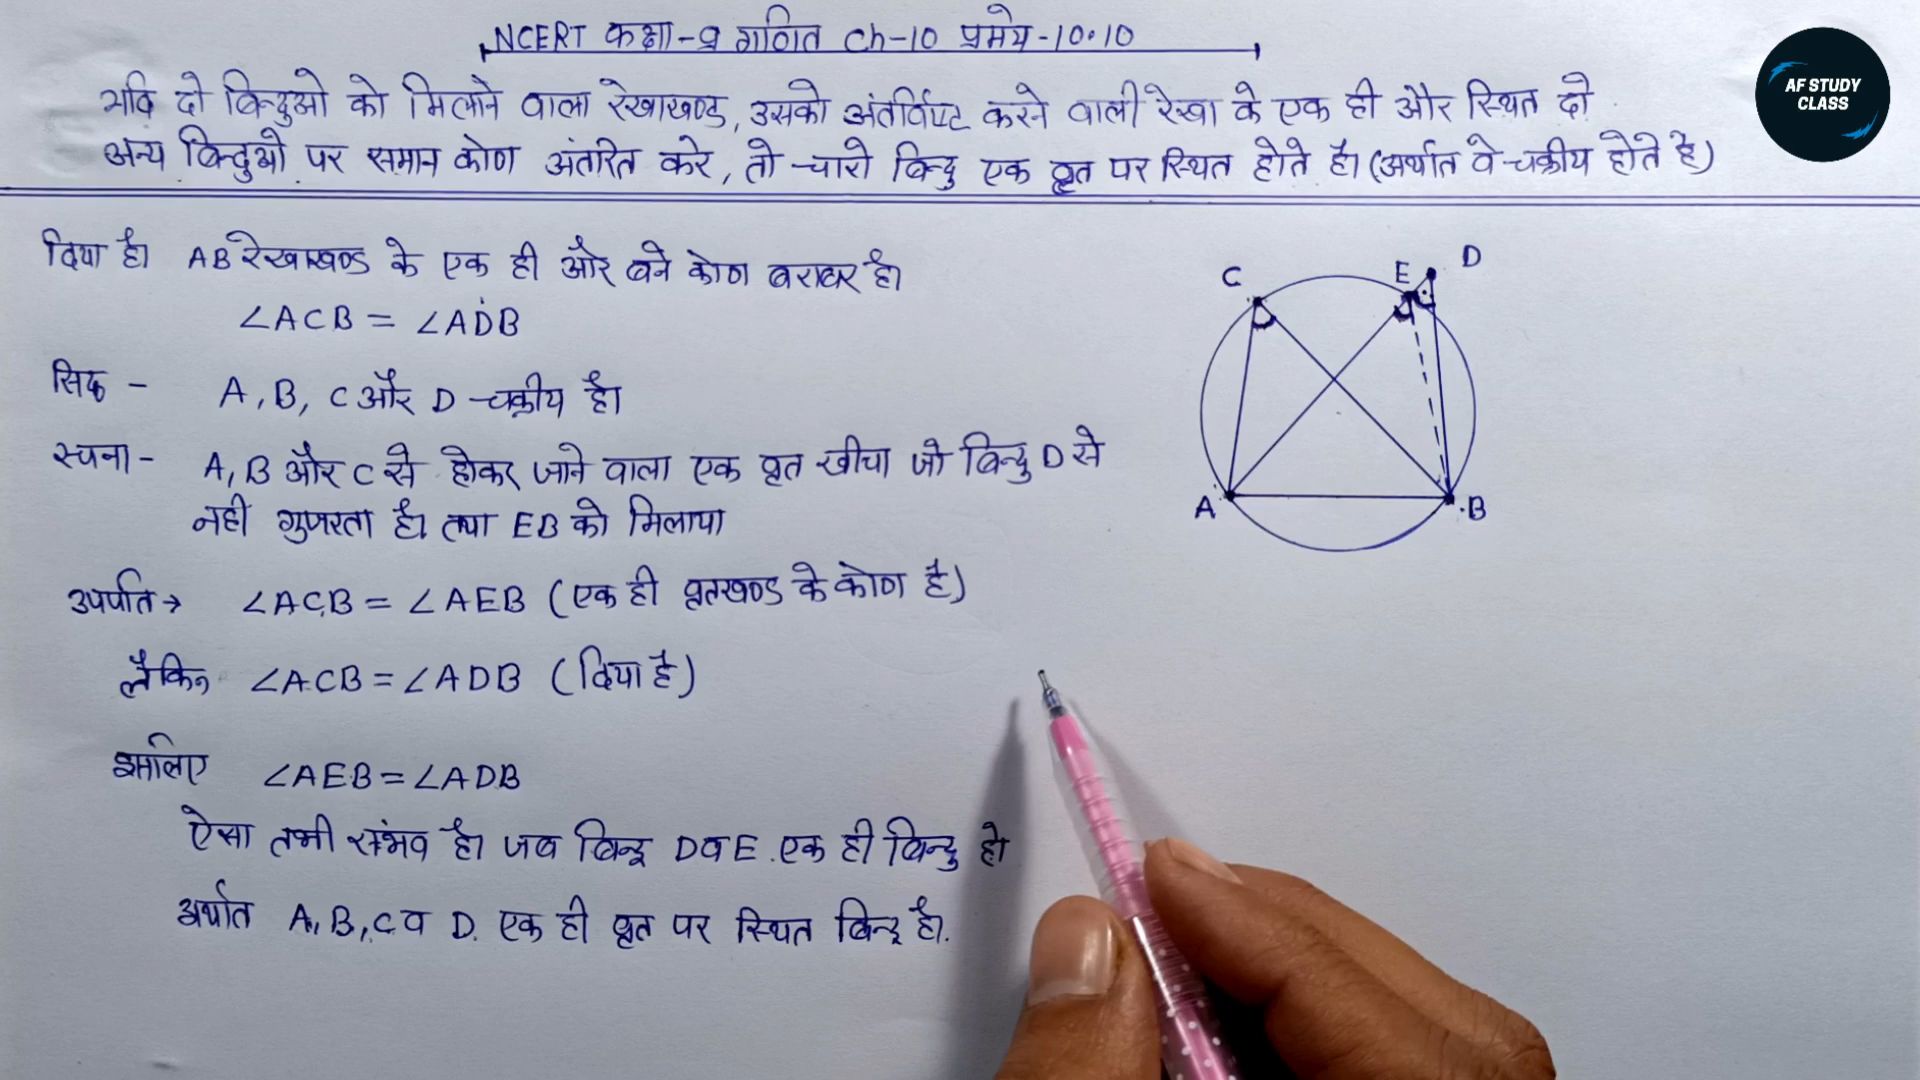 NCERT कक्षा-9 गणित Ch-10 प्रमेय-10.10
यदि दो बिन्दुओ को मिलाने वाला रेखाखण्ड, उसको अंतर्विष्ट करने वाली रेखा के एक ही और स्थित दो
अन्य बिन्दुओ पर समान कोण अंतरित करे, तो चारो बिन्दु एक वृत पर स्थित होते है। (अर्थात वे चक्रीय होते है)
AF STUDY
CLASS
दिया है। AB रेखाखण्ड के एक ही और बने कोण बराबर है।
∠ACB = ∠ADB
सिद्ध - A, B, C और D चक्रीय है।
रचना - A, B और C से होकर जाने वाला एक वृत खीचा जो बिन्दु D से
नही गुजरता है। तथा EB को मिलाया
उपपति → ∠ACB = ∠AEB (एक ही वृतखण्ड के कोण है)
लेकिन ∠ACB = ∠ADB (दिया है)
इसलिए ∠AEB = ∠ADB
ऐसा तभी संभव है। जब बिन्दू D व E एक ही बिन्दु हो
अर्थात A, B, C व D. एक ही वृत पर स्थित बिन्दू है।
C
E
D
A
B